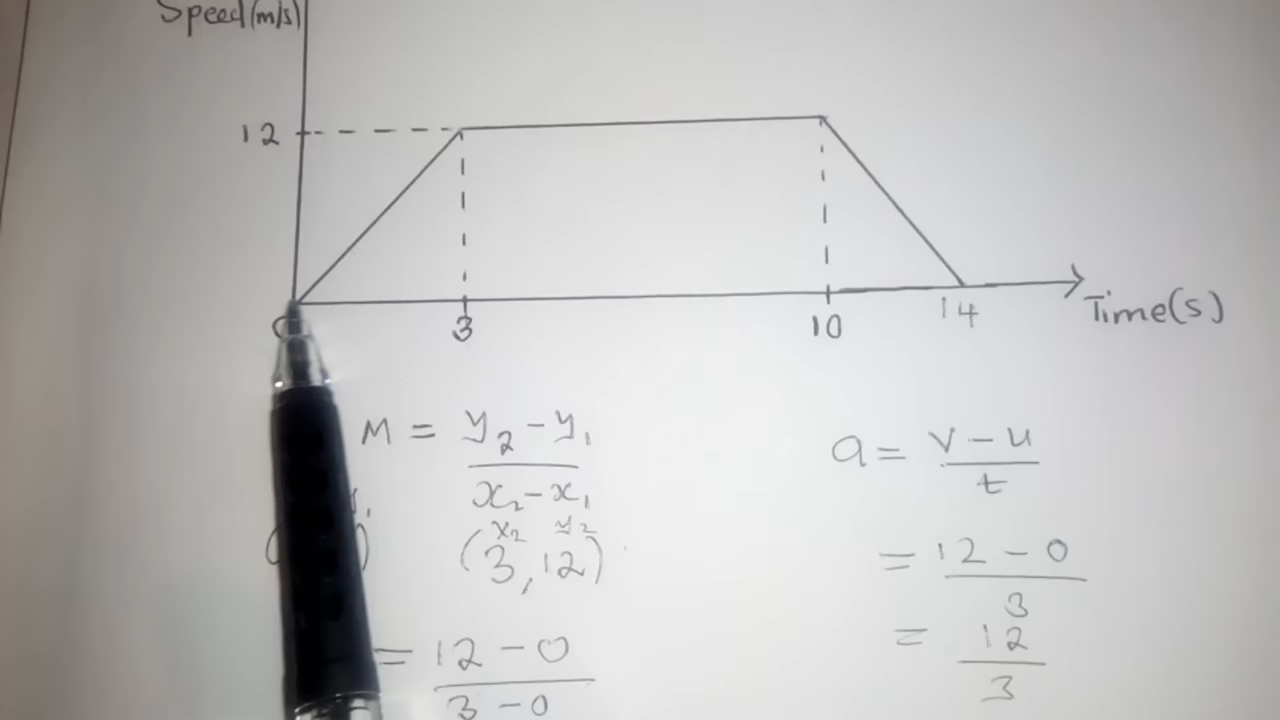 Speed(m/s)
12
3 10 14 Time(s)
M = y₂ - y₁
x₂ - x₁
x₂ y₂
(3, 12)
= 12 - 0
3 - 0
a = v - u
t
= 12 - 0
3
= 12
3